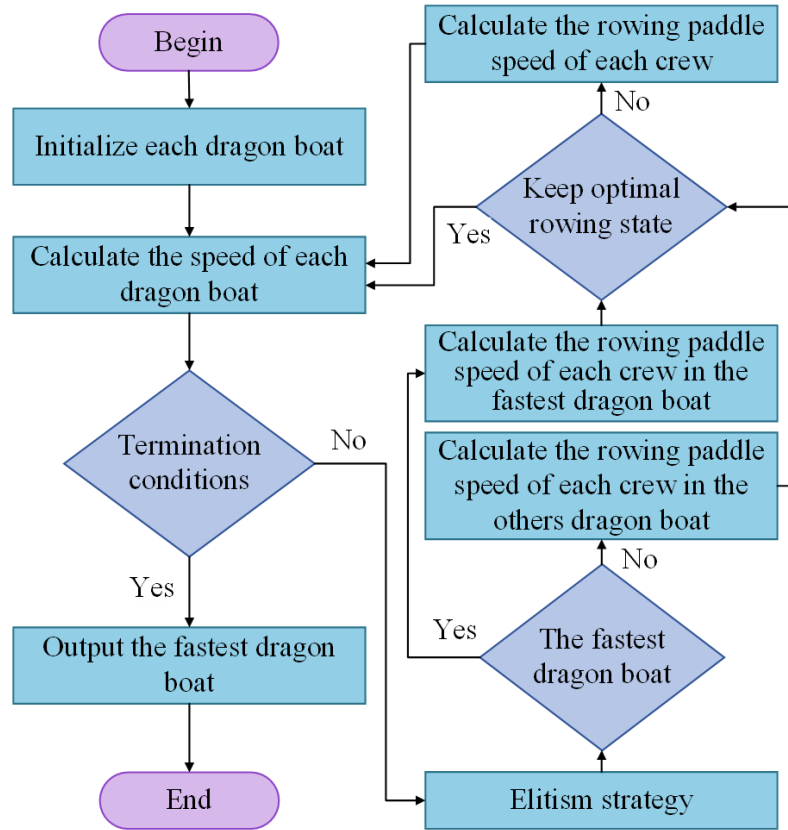 Begin
Initialize each dragon boat
Calculate the speed of each
dragon boat
Termination
conditions
No
Yes
Output the fastest dragon
boat
End
Calculate the rowing paddle
speed of each crew
No
Keep optimal
rowing state
Yes
Calculate the rowing paddle
speed of each crew in the
fastest dragon boat
Calculate the rowing paddle
speed of each crew in the
others dragon boat
No
Yes
The fastest
dragon boat
Elitism strategy